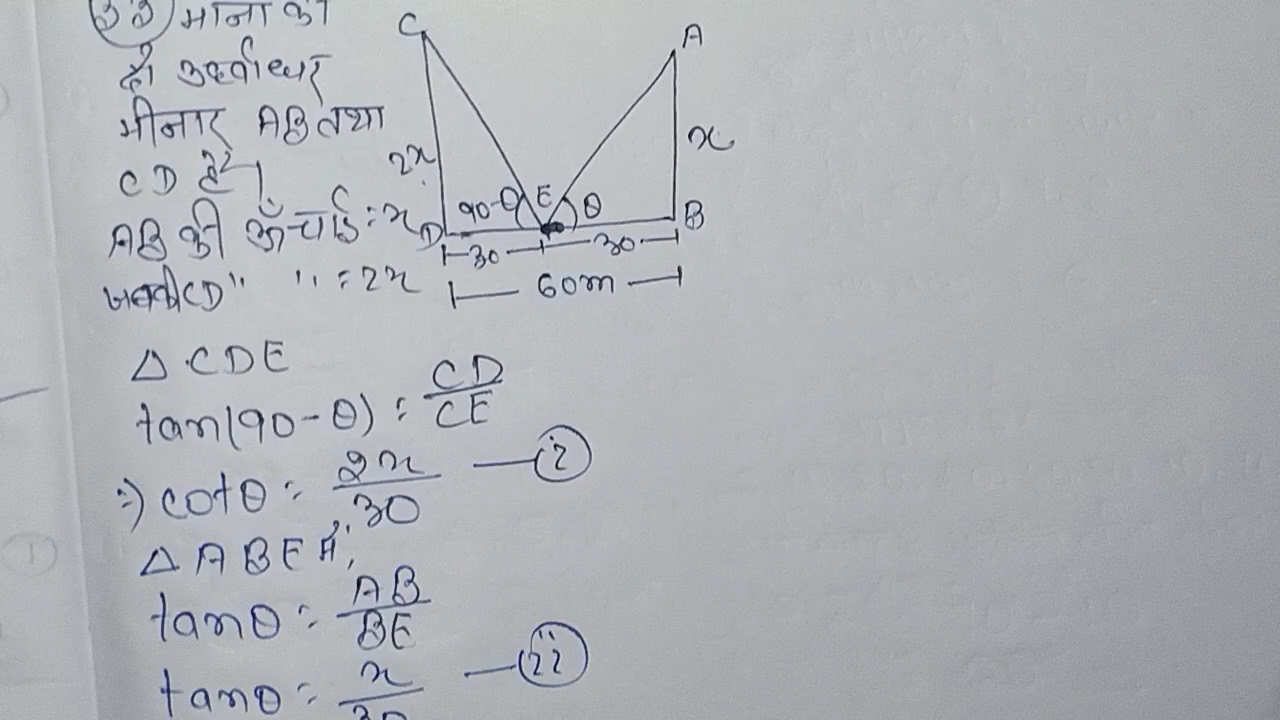 33 माना की
दो उर्ध्वाधर
मीनार AB तथा
CD है।
AB की ऊँचाई = x
CD " " = 2x
C
A
2x
x
90-θ
E
θ
D
B
30
30
60m
△ CDE
tan(90-θ) = CD/CE
⇒ cotθ = 2x/30 —(i)
△ ABE में,
tanθ = AB/BE
tanθ = x/30 —(ii)